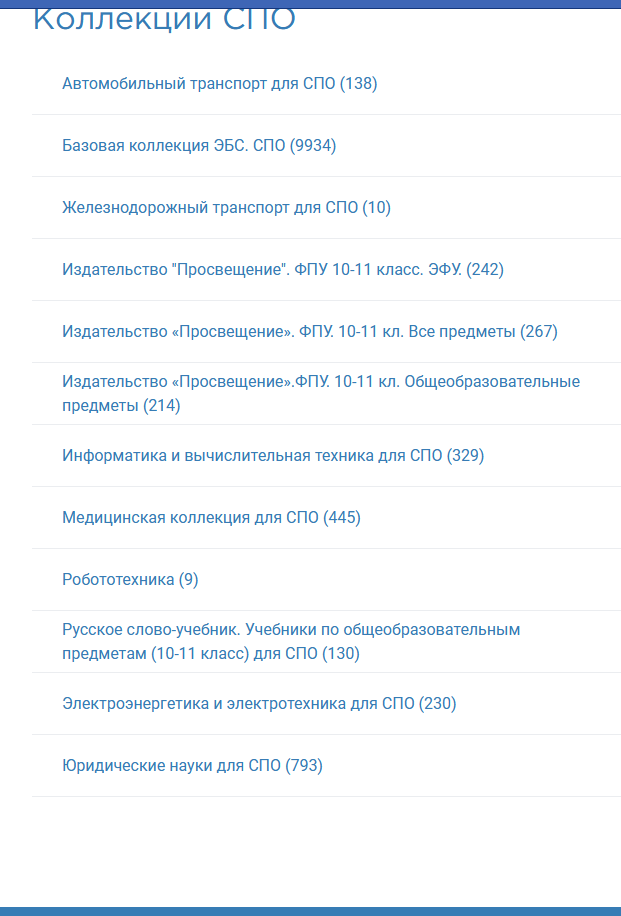 Коллекции СПО
Автомобильный транспорт для СПО (138)
Базовая коллекция ЭБС. СПО (9934)
Железнодорожный транспорт для СПО (10)
Издательство "Просвещение". ФПУ 10-11 класс. ЭФУ. (242)
Издательство «Просвещение». ФПУ. 10-11 кл. Все предметы (267)
Издательство «Просвещение».ФПУ. 10-11 кл. Общеобразовательные
предметы (214)
Информатика и вычислительная техника для СПО (329)
Медицинская коллекция для СПО (445)
Робототехника (9)
Русское слово-учебник. Учебники по общеобразовательным
предметам (10-11 класс) для СПО (130)
Электроэнергетика и электротехника для СПО (230)
Юридические науки для СПО (793)